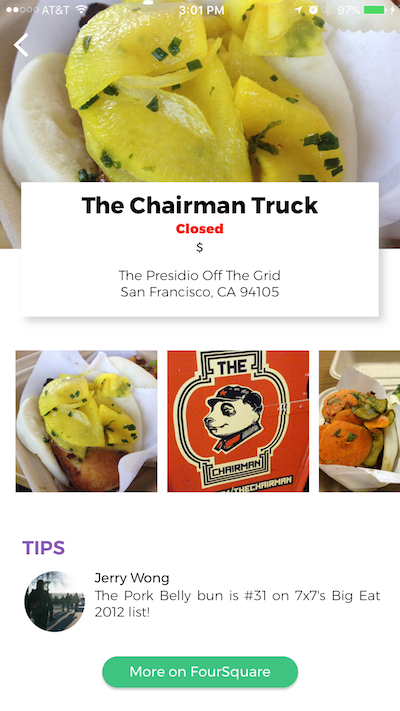 AT&T 3:01 PM 97%
The Chairman Truck
Closed
$
The Presidio Off The Grid
San Francisco, CA 94105
THE
CHAIRMAN
/THECHAIRMAN
TIPS
Jerry Wong
The Pork Belly bun is #31 on 7x7's Big Eat
2012 list!
More on FourSquare